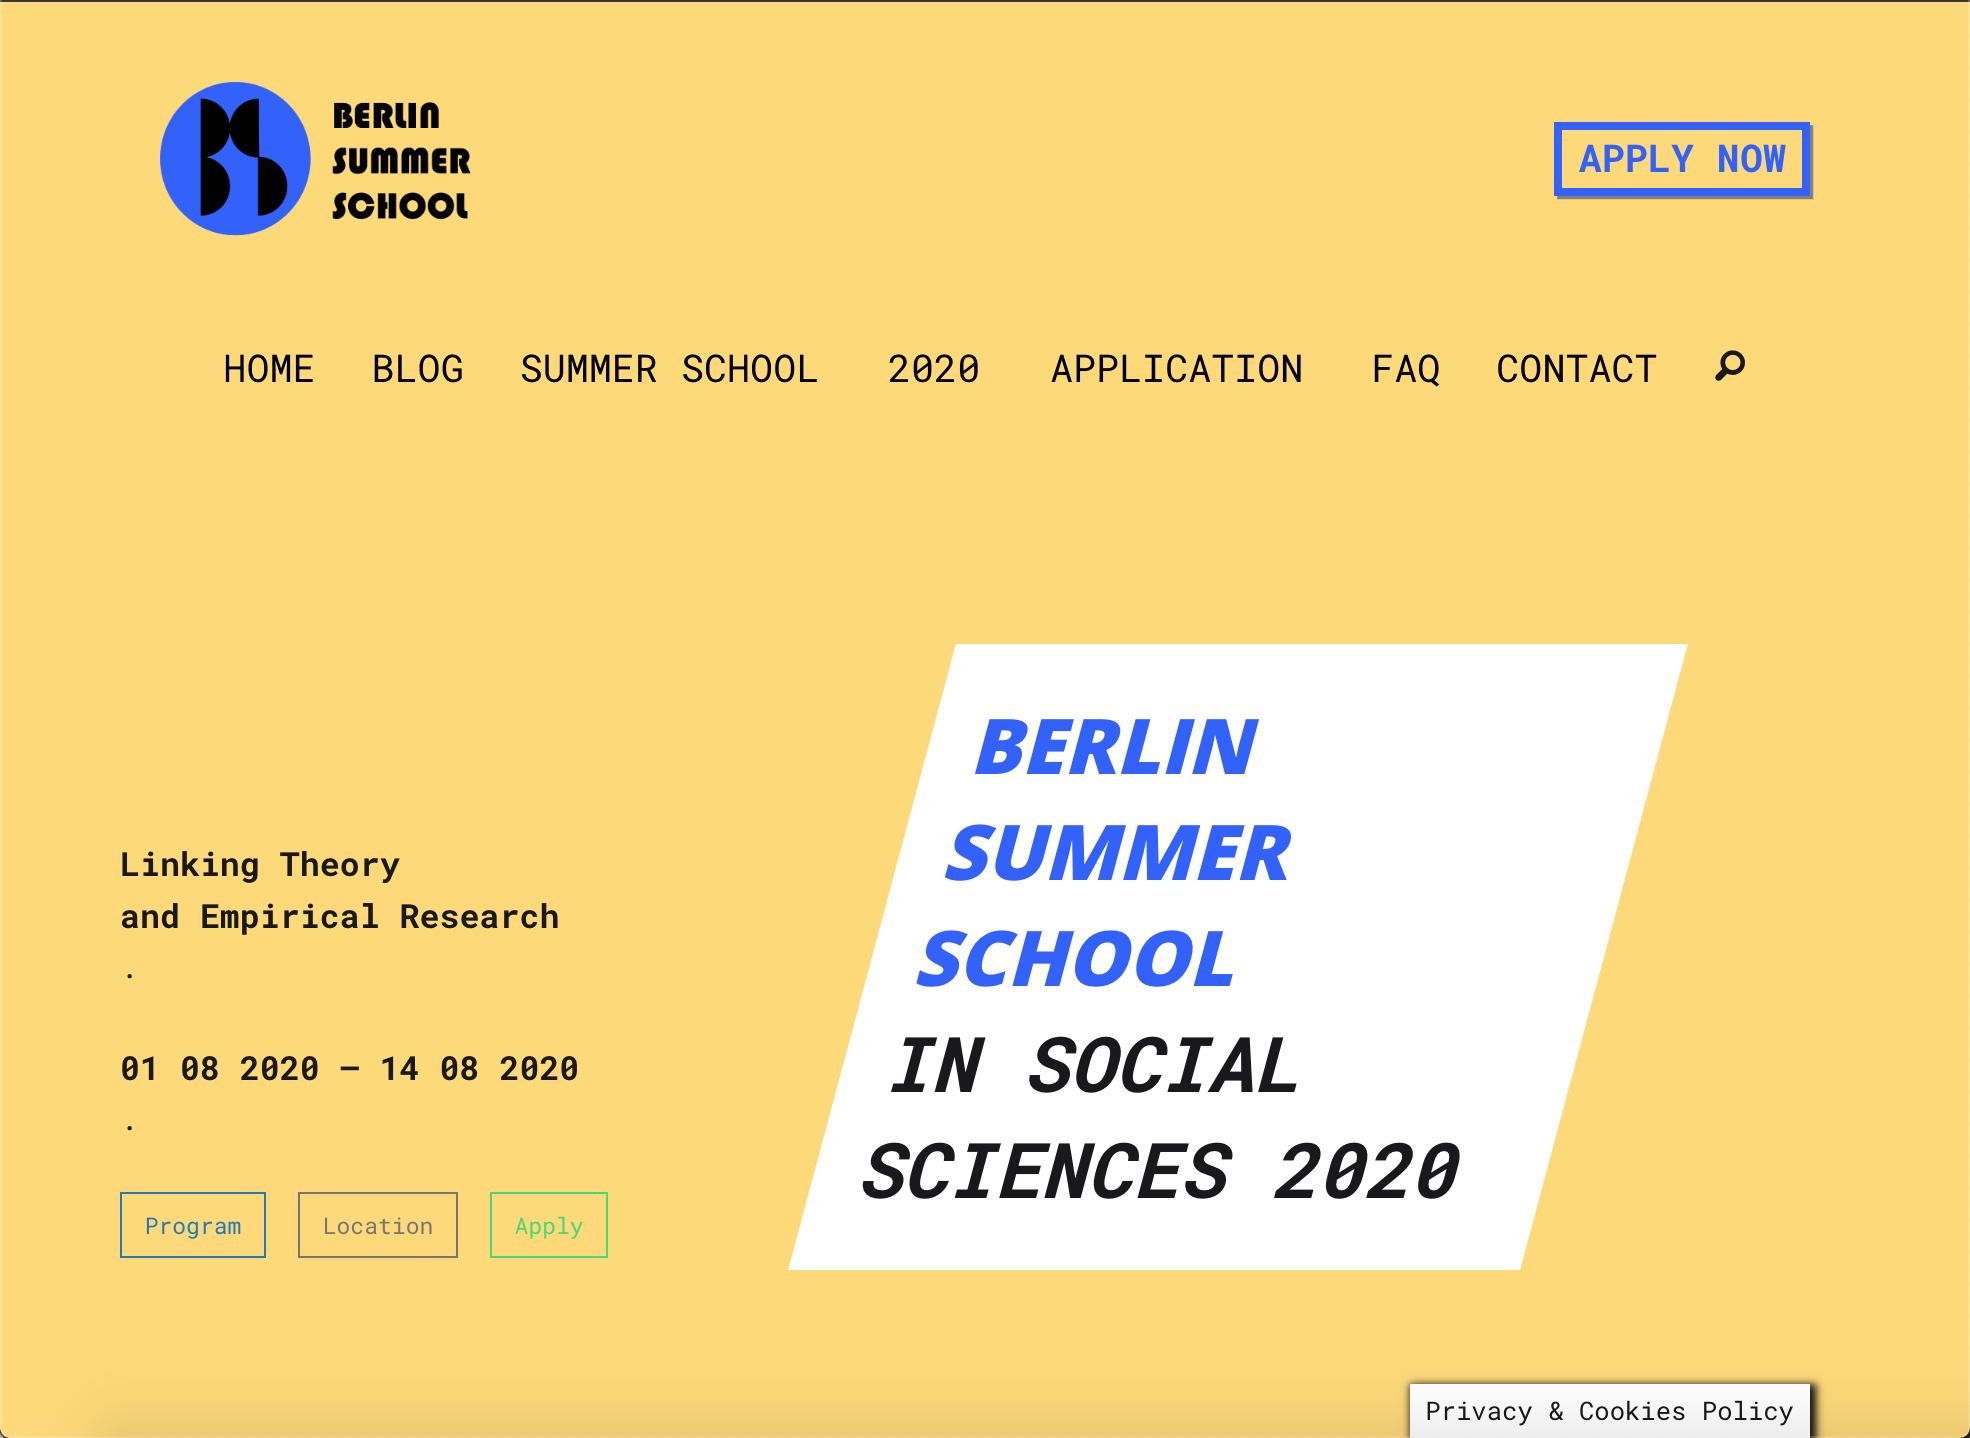 BERLIN
SUMMER
SCHOOL
APPLY NOW
HOME BLOG SUMMER SCHOOL 2020 APPLICATION FAQ CONTACT
Linking Theory
and Empirical Research
.
01 08 2020 – 14 08 2020
.
Program Location Apply
BERLIN
SUMMER
SCHOOL
IN SOCIAL
SCIENCES 2020
Privacy & Cookies Policy